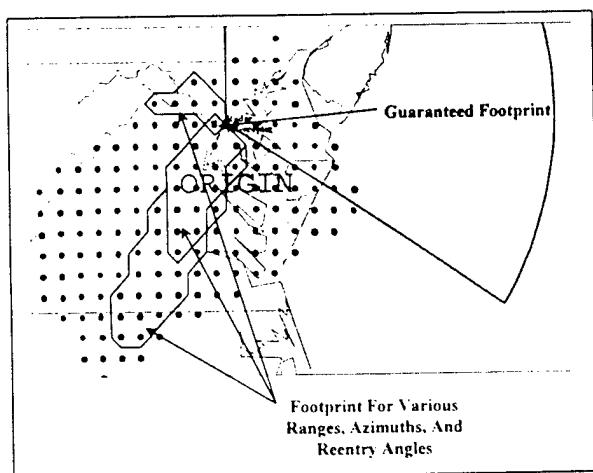 Guaranteed Footprint
ORIGIN
Footprint For Various
Ranges, Azimuths, And
Reentry Angles